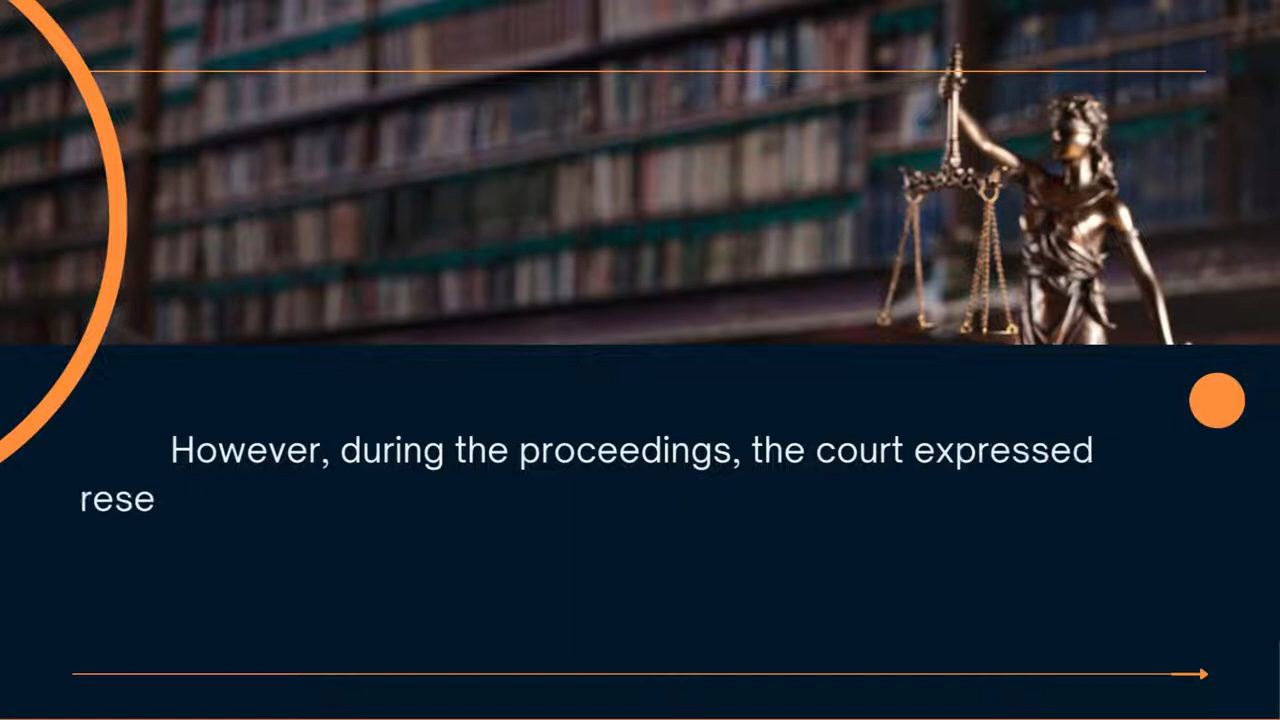 However, during the proceedings, the court expressed
rese